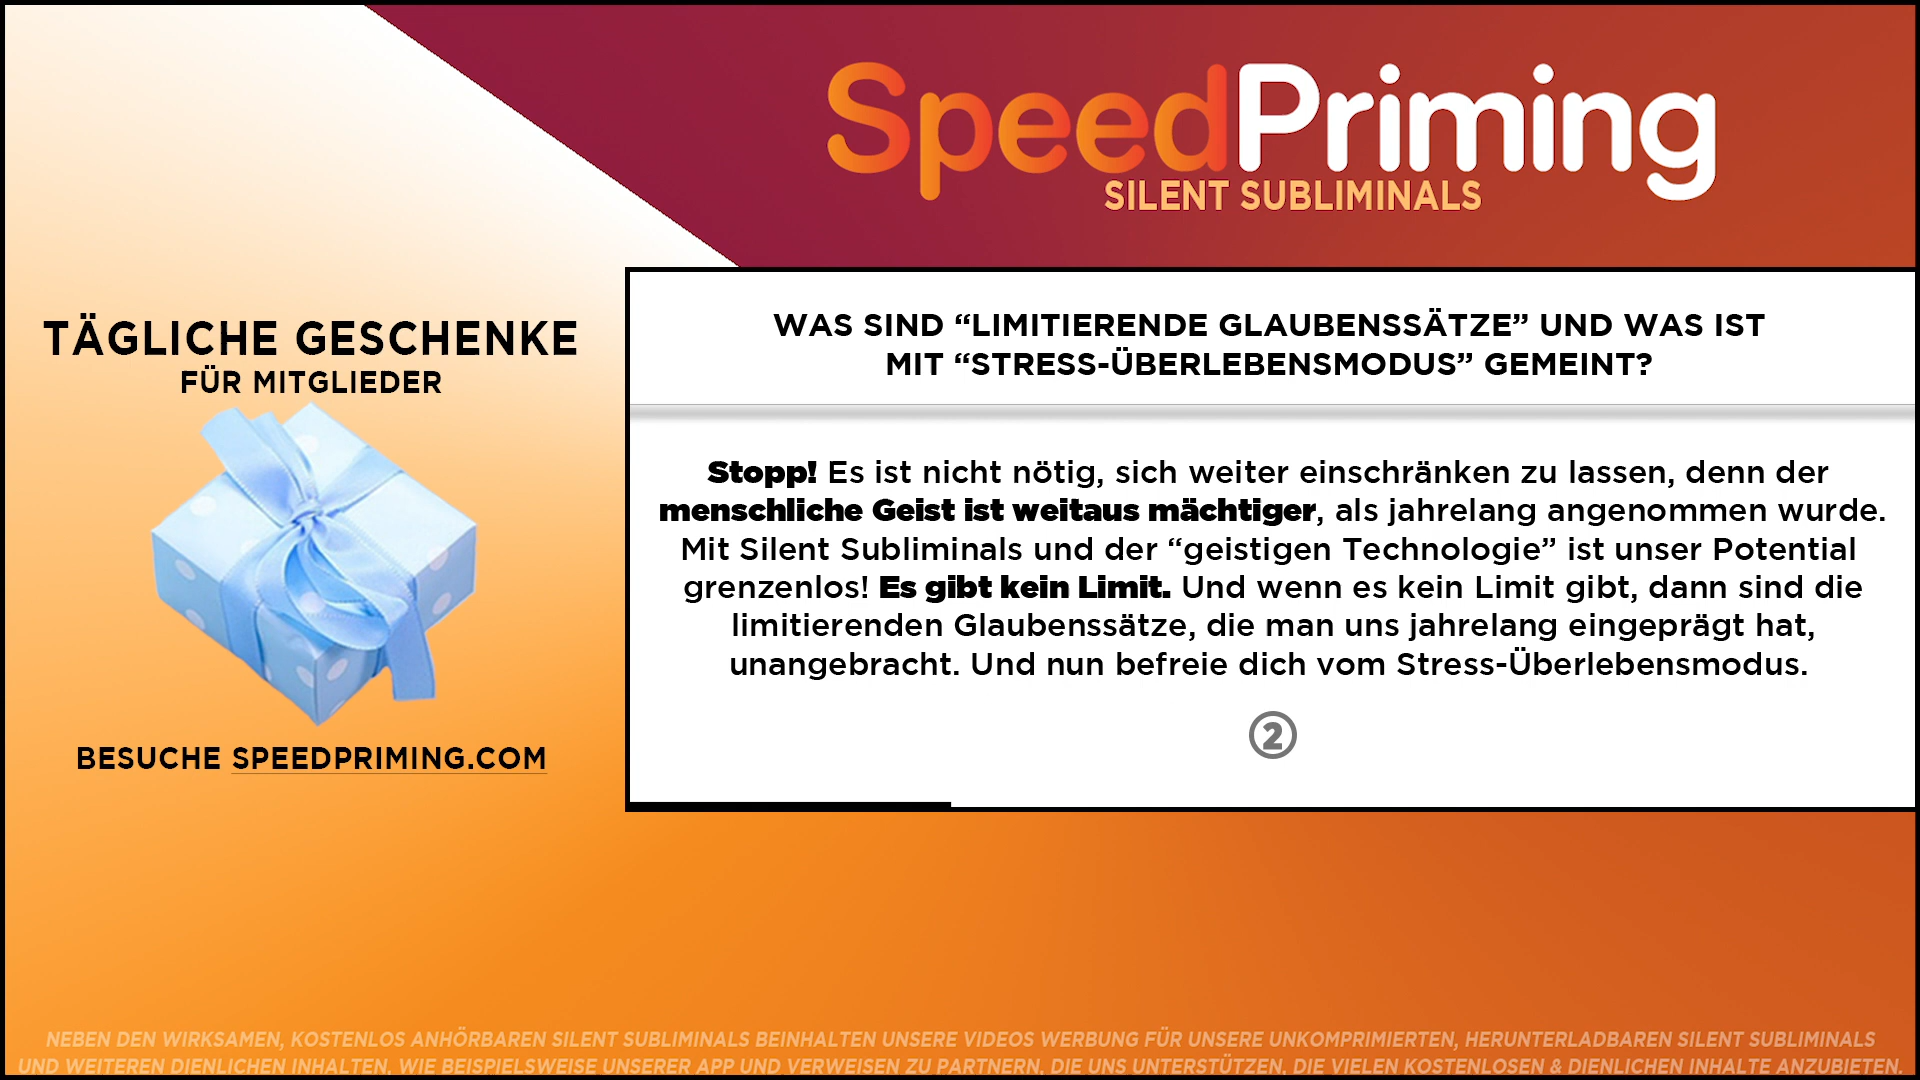 SpeedPriming
SILENT SUBLIMINALS
TÄGLICHE GESCHENKE
FÜR MITGLIEDER
BESUCHE SPEEDPRIMING.COM
WAS SIND “LIMITIERENDE GLAUBENSSÄTZE” UND WAS IST
MIT “STRESS-ÜBERLEBENSMODUS” GEMEINT?
Stopp! Es ist nicht nötig, sich weiter einschränken zu lassen, denn der
menschliche Geist ist weitaus mächtiger, als jahrelang angenommen wurde.
Mit Silent Subliminals und der “geistigen Technologie” ist unser Potential
grenzenlos! Es gibt kein Limit. Und wenn es kein Limit gibt, dann sind die
limitierenden Glaubenssätze, die man uns jahrelang eingeprägt hat,
unangebracht. Und nun befreie dich vom Stress-Überlebensmodus.
2
NEBEN DEN WIRKSAMEN, KOSTENLOS ANHÖRBAREN SILENT SUBLIMINALS BEINHALTEN UNSERE VIDEOS WERBUNG FÜR UNSERE UNKOMPRIMIERTEN, HERUNTERLADBAREN SILENT SUBLIMINALS
UND WEITEREN DIENLICHEN INHALTEN, WIE BEISPIELSWEISE UNSERER APP UND VERWEISEN ZU PARTNERN, DIE UNS UNTERSTÜTZEN, DIE VIELEN KOSTENLOSEN & DIENLICHEN INHALTE ANZUBIETEN.